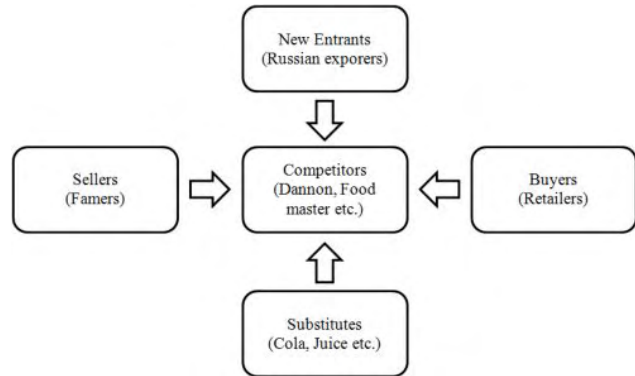 New Entrants
(Russian exporers)
Sellers
(Famers)
Competitors
(Dannon, Food
master etc.)
Buyers
(Retailers)
Substitutes
(Cola, Juice etc.)